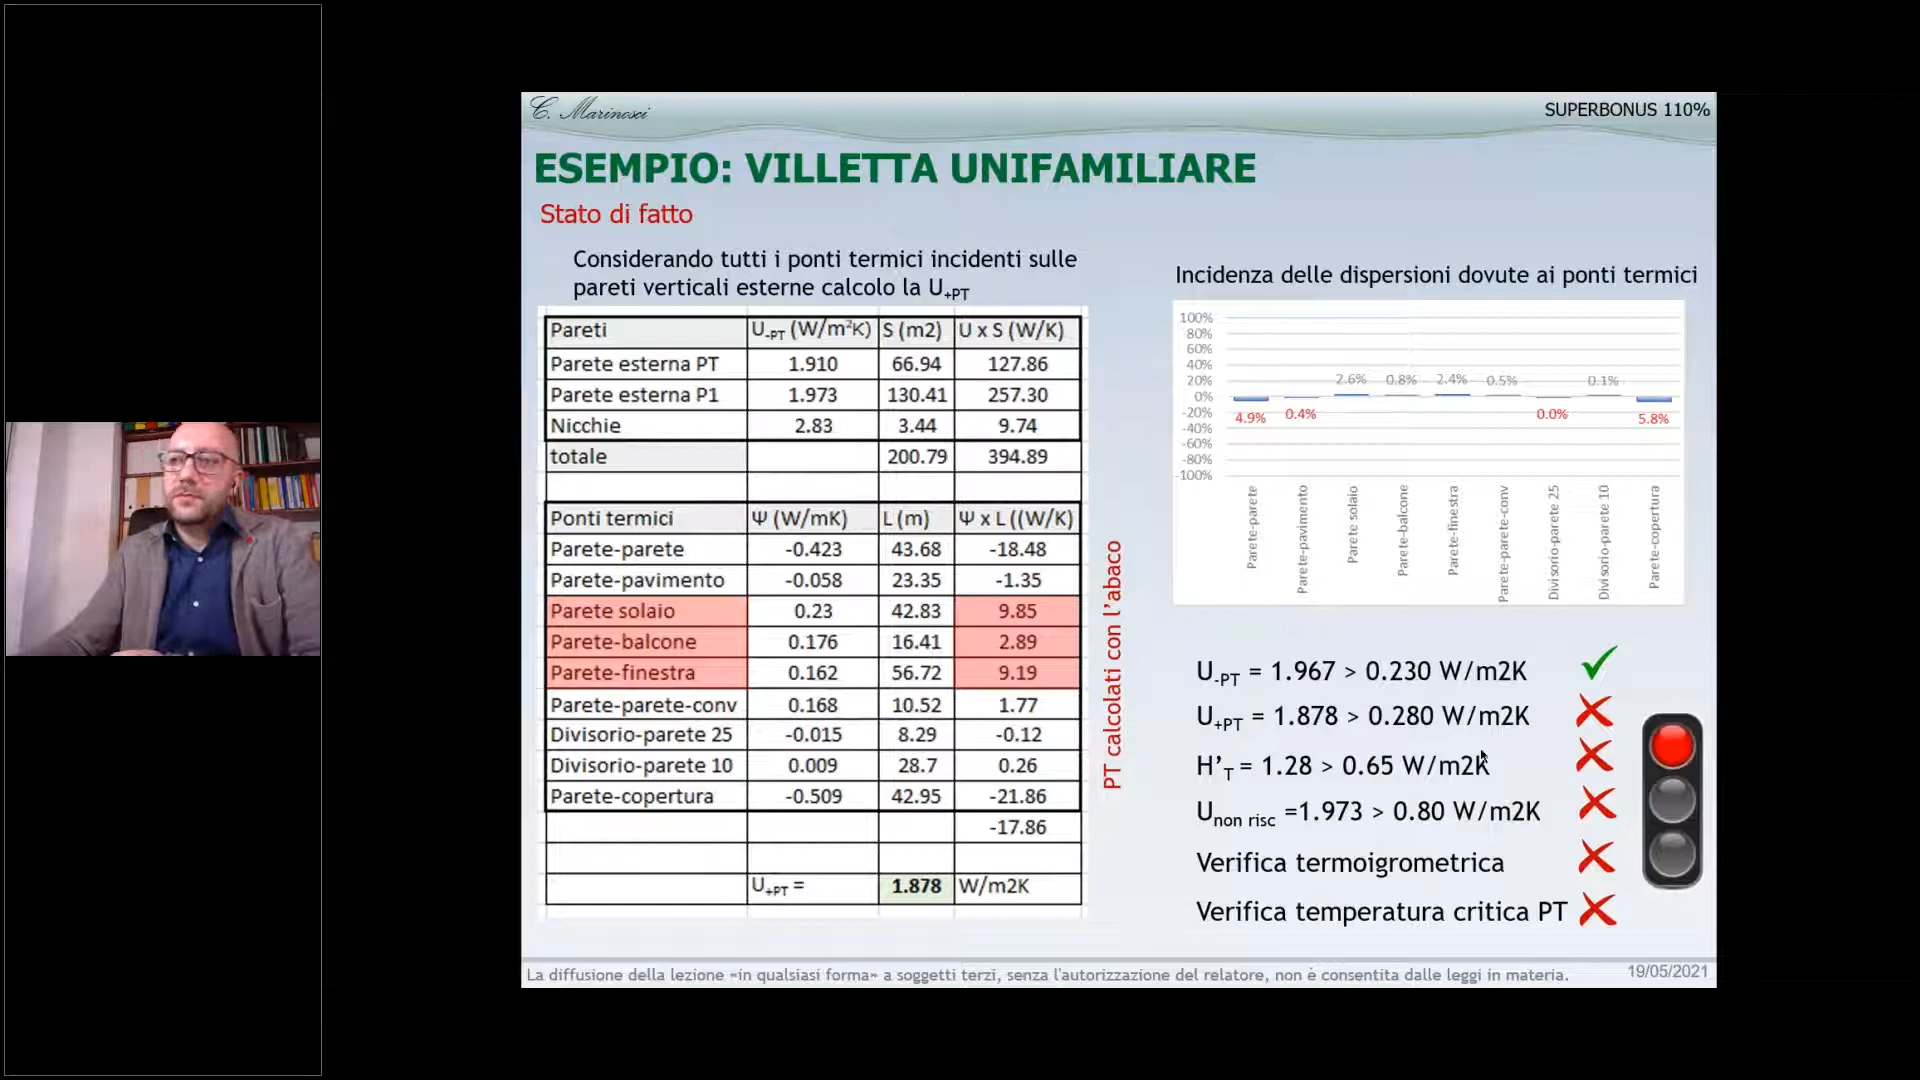 C. Marinosci
SUPERBONUS 110%
ESEMPIO: VILLETTA UNIFAMILIARE
Stato di fatto
Considerando tutti i ponti termici incidenti sulle
pareti verticali esterne calcolo la U+PT
Pareti U-PT (W/m²K) S (m2) U x S (W/K)
Parete esterna PT 1.910 66.94 127.86
Parete esterna P1 1.973 130.41 257.30
Nicchie 2.83 3.44 9.74
totale 200.79 394.89
Ponti termici Ψ (W/mK) L (m) Ψ x L ((W/K)
Parete-parete -0.423 43.68 -18.48
Parete-pavimento -0.058 23.35 -1.35
Parete solaio 0.23 42.83 9.85
Parete-balcone 0.176 16.41 2.89
Parete-finestra 0.162 56.72 9.19
Parete-parete-conv 0.168 10.52 1.77
Divisorio-parete 25 -0.015 8.29 -0.12
Divisorio-parete 10 0.009 28.7 0.26
Parete-copertura -0.509 42.95 -21.86
-17.86
U+PT = 1.878 W/m2K
PT calcolati con l'abaco
Incidenza delle dispersioni dovute ai ponti termici
100%
80%
60%
40%
20%
0%
-20%
-40%
-60%
-80%
-100%
4.9% 0.4% 2.6% 0.8% 2.4% 0.5% 0.0% 0.1% 5.8%
Parete-parete
Parete-pavimento
Parete solaio
Parete-balcone
Parete-finestra
Parete-parete-conv
Divisorio-parete 25
Divisorio-parete 10
Parete-copertura
U-PT = 1.967 > 0.230 W/m2K
U+PT = 1.878 > 0.280 W/m2K
H'T = 1.28 > 0.65 W/m2K
Unon risc =1.973 > 0.80 W/m2K
Verifica termoigrometrica
Verifica temperatura critica PT
La diffusione della lezione «in qualsiasi forma» a soggetti terzi, senza l'autorizzazione del relatore, non è consentita dalle leggi in materia.
19/05/2021